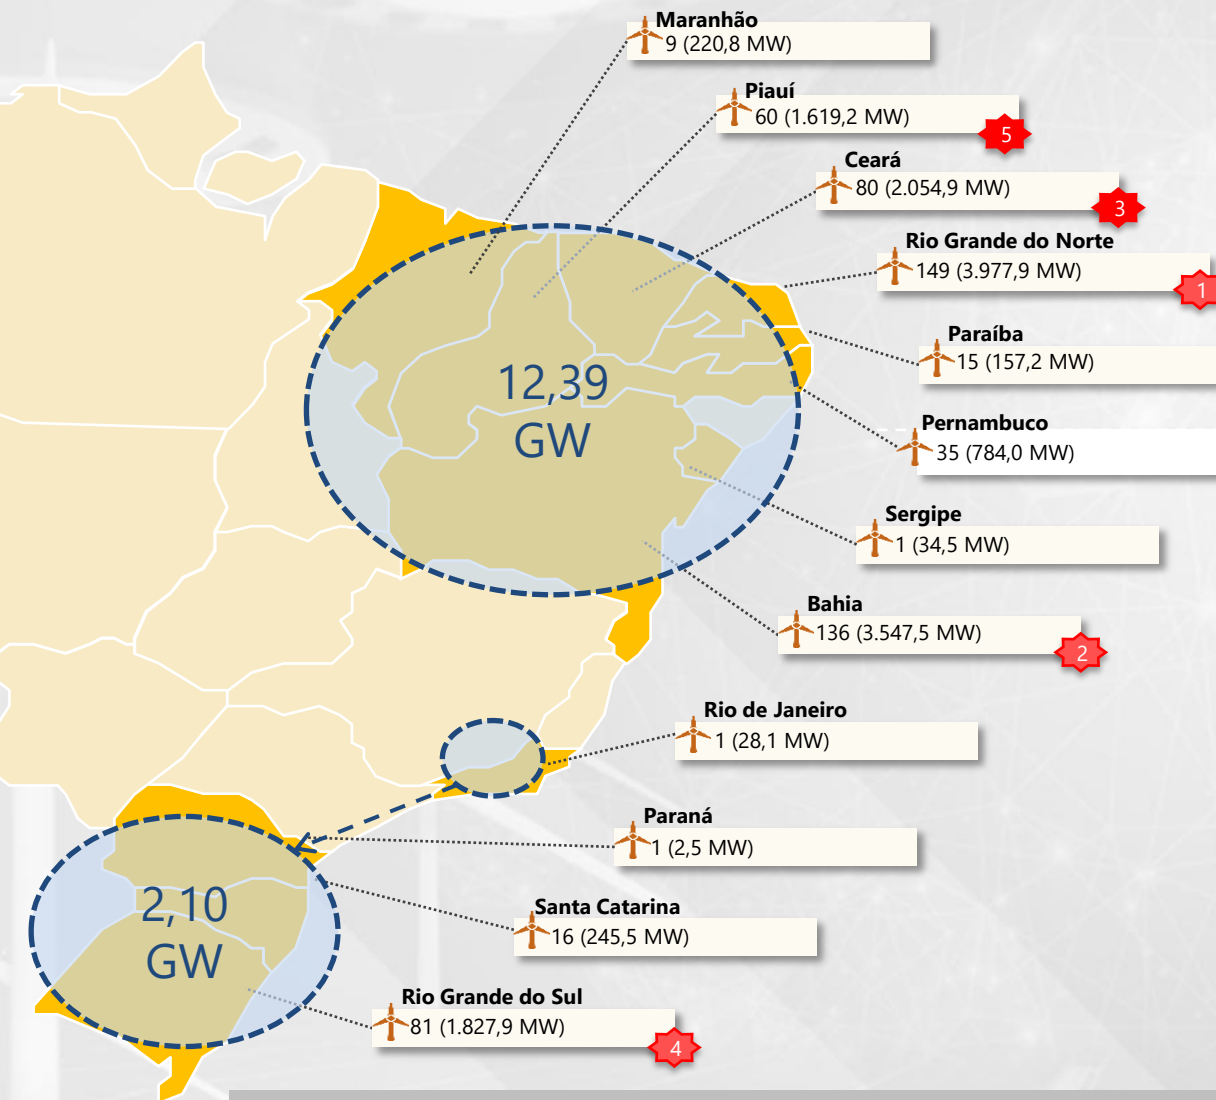 Maranhão
9 (220,8 MW)
Piauí
60 (1.619,2 MW)
5
Ceará
80 (2.054,9 MW)
3
Rio Grande do Norte
149 (3.977,9 MW)
1
Paraíba
15 (157,2 MW)
12,39
GW
Pernambuco
35 (784,0 MW)
Sergipe
1 (34,5 MW)
Bahia
136 (3.547,5 MW)
2
Rio de Janeiro
1 (28,1 MW)
Paraná
1 (2,5 MW)
2,10
GW
Santa Catarina
16 (245,5 MW)
Rio Grande do Sul
81 (1.827,9 MW)
4